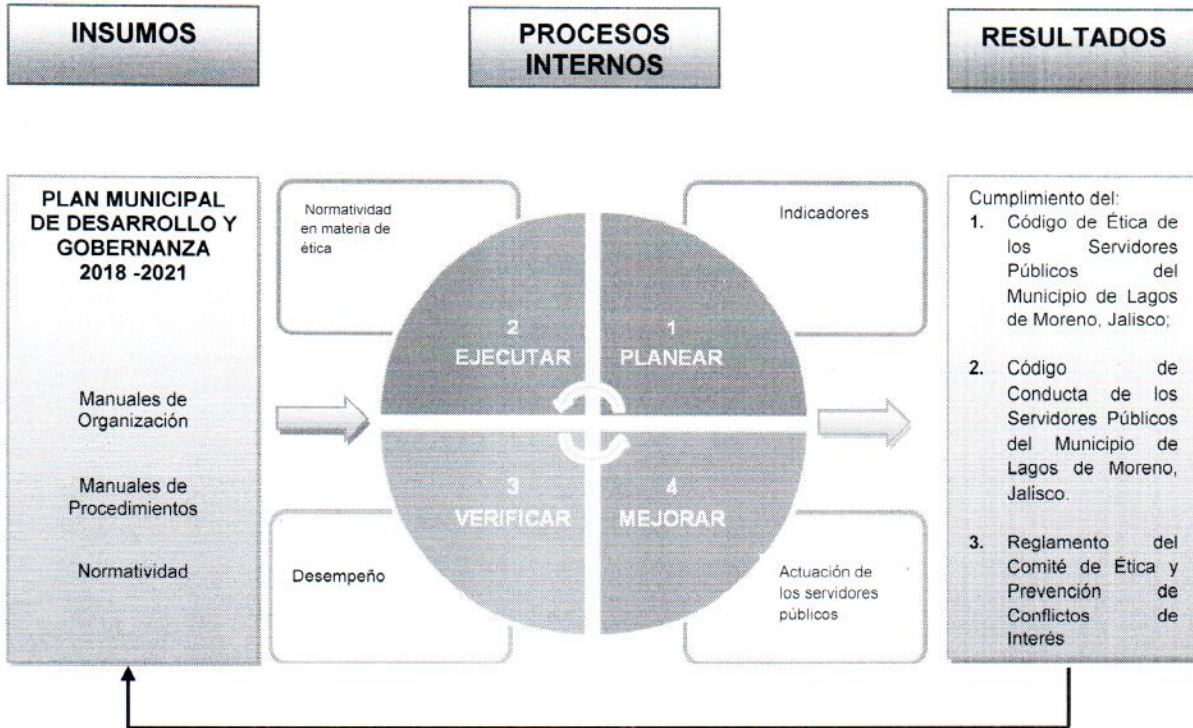 INSUMOS
PROCESOS
INTERNOS
RESULTADOS
PLAN MUNICIPAL
DE DESARROLLO Y
GOBERNANZA
2018 -2021
Manuales de
Organización
Manuales de
Procedimientos
Normatividad
Normatividad
en materia de
ética
Indicadores
2
EJECUTAR
1
PLANEAR
3
VERIFICAR
4
MEJORAR
Desempeño
Actuación de
los servidores
públicos
Cumplimiento del:
1. Código de Ética de
los Servidores
Públicos del
Municipio de Lagos
de Moreno, Jalisco;
2. Código de
Conducta de los
Servidores Públicos
del Municipio de
Lagos de Moreno,
Jalisco.
3. Reglamento del
Comité de Ética y
Prevención de
Conflictos de
Interés